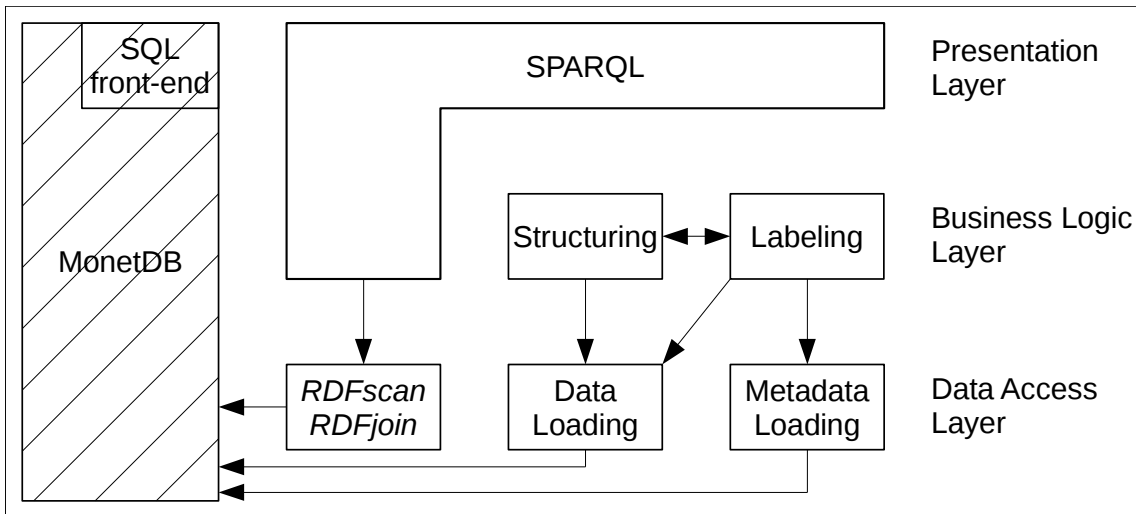 SQL
front-end
SPARQL
Presentation
Layer
MonetDB
Structuring
Labeling
Business Logic
Layer
RDFscan
RDFjoin
Data
Loading
Metadata
Loading
Data Access
Layer